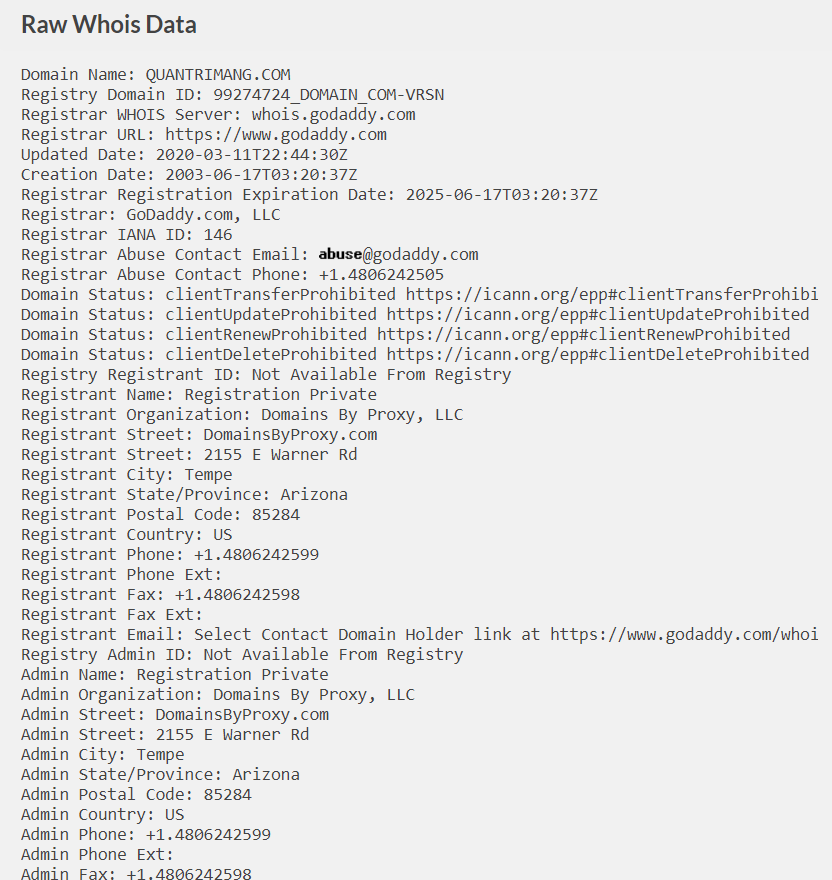 Raw Whois Data
Domain Name: QUANTRIMANG.COM
Registry Domain ID: 99274724_DOMAIN_COM-VRSN
Registrar WHOIS Server: whois.godaddy.com
Registrar URL: https://www.godaddy.com
Updated Date: 2020-03-11T22:44:30Z
Creation Date: 2003-06-17T03:20:37Z
Registrar Registration Expiration Date: 2025-06-17T03:20:37Z
Registrar: GoDaddy.com, LLC
Registrar IANA ID: 146
Registrar Abuse Contact Email: abuse@godaddy.com
Registrar Abuse Contact Phone: +1.4806242505
Domain Status: clientTransferProhibited https://icann.org/epp#clientTransferProhibi
Domain Status: clientUpdateProhibited https://icann.org/epp#clientUpdateProhibited
Domain Status: clientRenewProhibited https://icann.org/epp#clientRenewProhibited
Domain Status: clientDeleteProhibited https://icann.org/epp#clientDeleteProhibited
Registry Registrant ID: Not Available From Registry
Registrant Name: Registration Private
Registrant Organization: Domains By Proxy, LLC
Registrant Street: DomainsByProxy.com
Registrant Street: 2155 E Warner Rd
Registrant City: Tempe
Registrant State/Province: Arizona
Registrant Postal Code: 85284
Registrant Country: US
Registrant Phone: +1.4806242599
Registrant Phone Ext:
Registrant Fax: +1.4806242598
Registrant Fax Ext:
Registrant Email: Select Contact Domain Holder link at https://www.godaddy.com/whoi
Registry Admin ID: Not Available From Registry
Admin Name: Registration Private
Admin Organization: Domains By Proxy, LLC
Admin Street: DomainsByProxy.com
Admin Street: 2155 E Warner Rd
Admin City: Tempe
Admin State/Province: Arizona
Admin Postal Code: 85284
Admin Country: US
Admin Phone: +1.4806242599
Admin Phone Ext:
Admin Fax: +1.4806242598